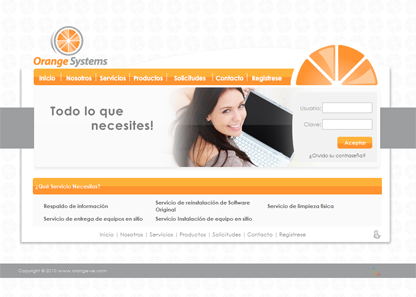 Orange Systems
Inicio | Nosotros | Servicios | Productos | Solicitudes | Contacto | Regístrese
Todo lo que
necesites!
Usuario:
Clave:
Aceptar
¿Olvido su contraseña?
¿Qué Servicio Necesitas?
Respaldo de información
Servicio de reinstalación de Software
Original
Servicio de limpieza física
Servicio de entrega de equipos en sitio
Servicio Instalación de equipo en sitio
Inicio | Nosotros | Servicios | Productos | Solicitudes | Contacto | Regístrese
Copyright © 2010 www.orange-ve.com